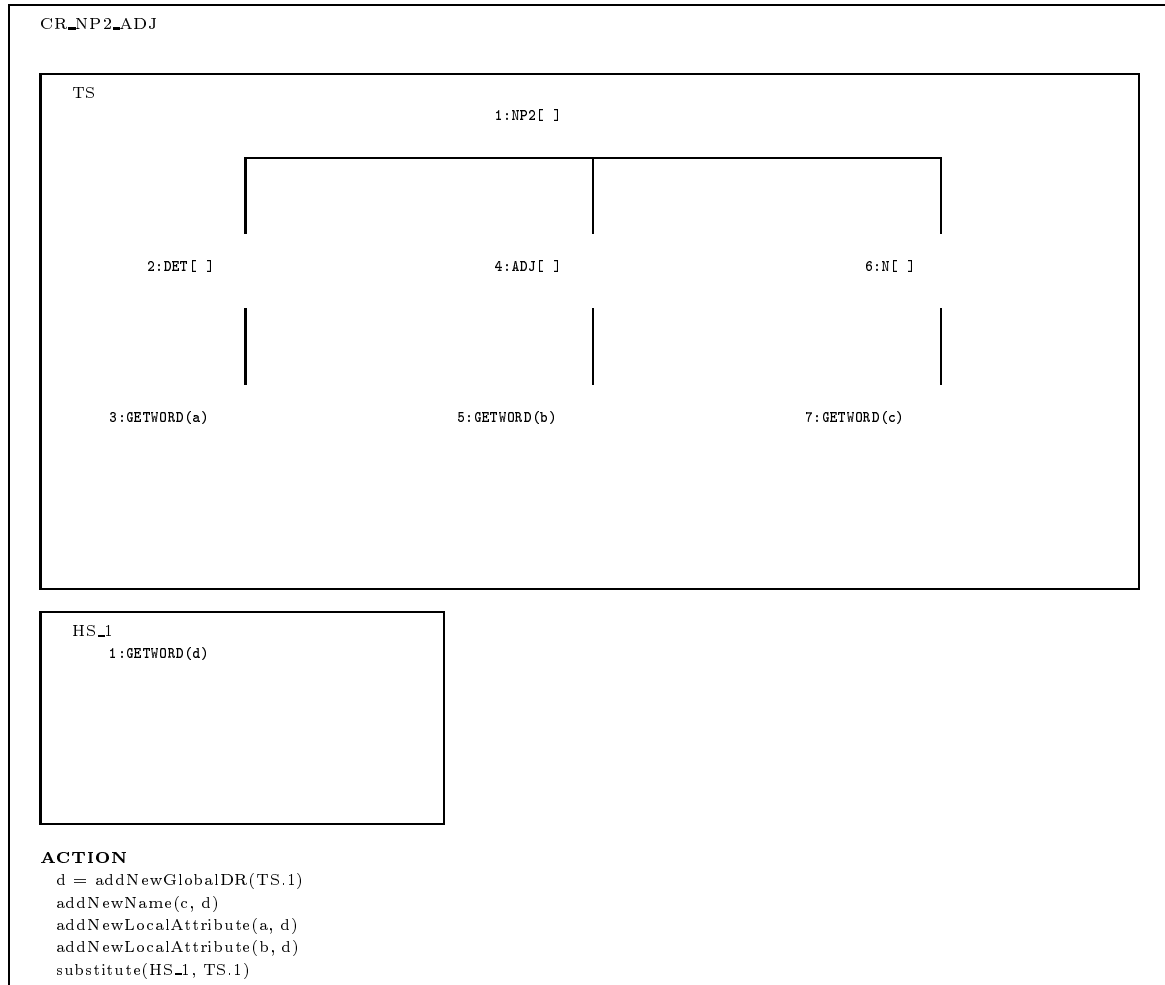 CR_NP2_ADJ
TS
1:NP2[ ]
2:DET[ ] 4:ADJ[ ] 6:N[ ]
3:GETWORD(a) 5:GETWORD(b) 7:GETWORD(c)
HS_1
1:GETWORD(d)
ACTION
d = addNewGlobalDR(TS.1)
addNewName(c, d)
addNewLocalAttribute(a, d)
addNewLocalAttribute(b, d)
substitute(HS_1, TS.1)